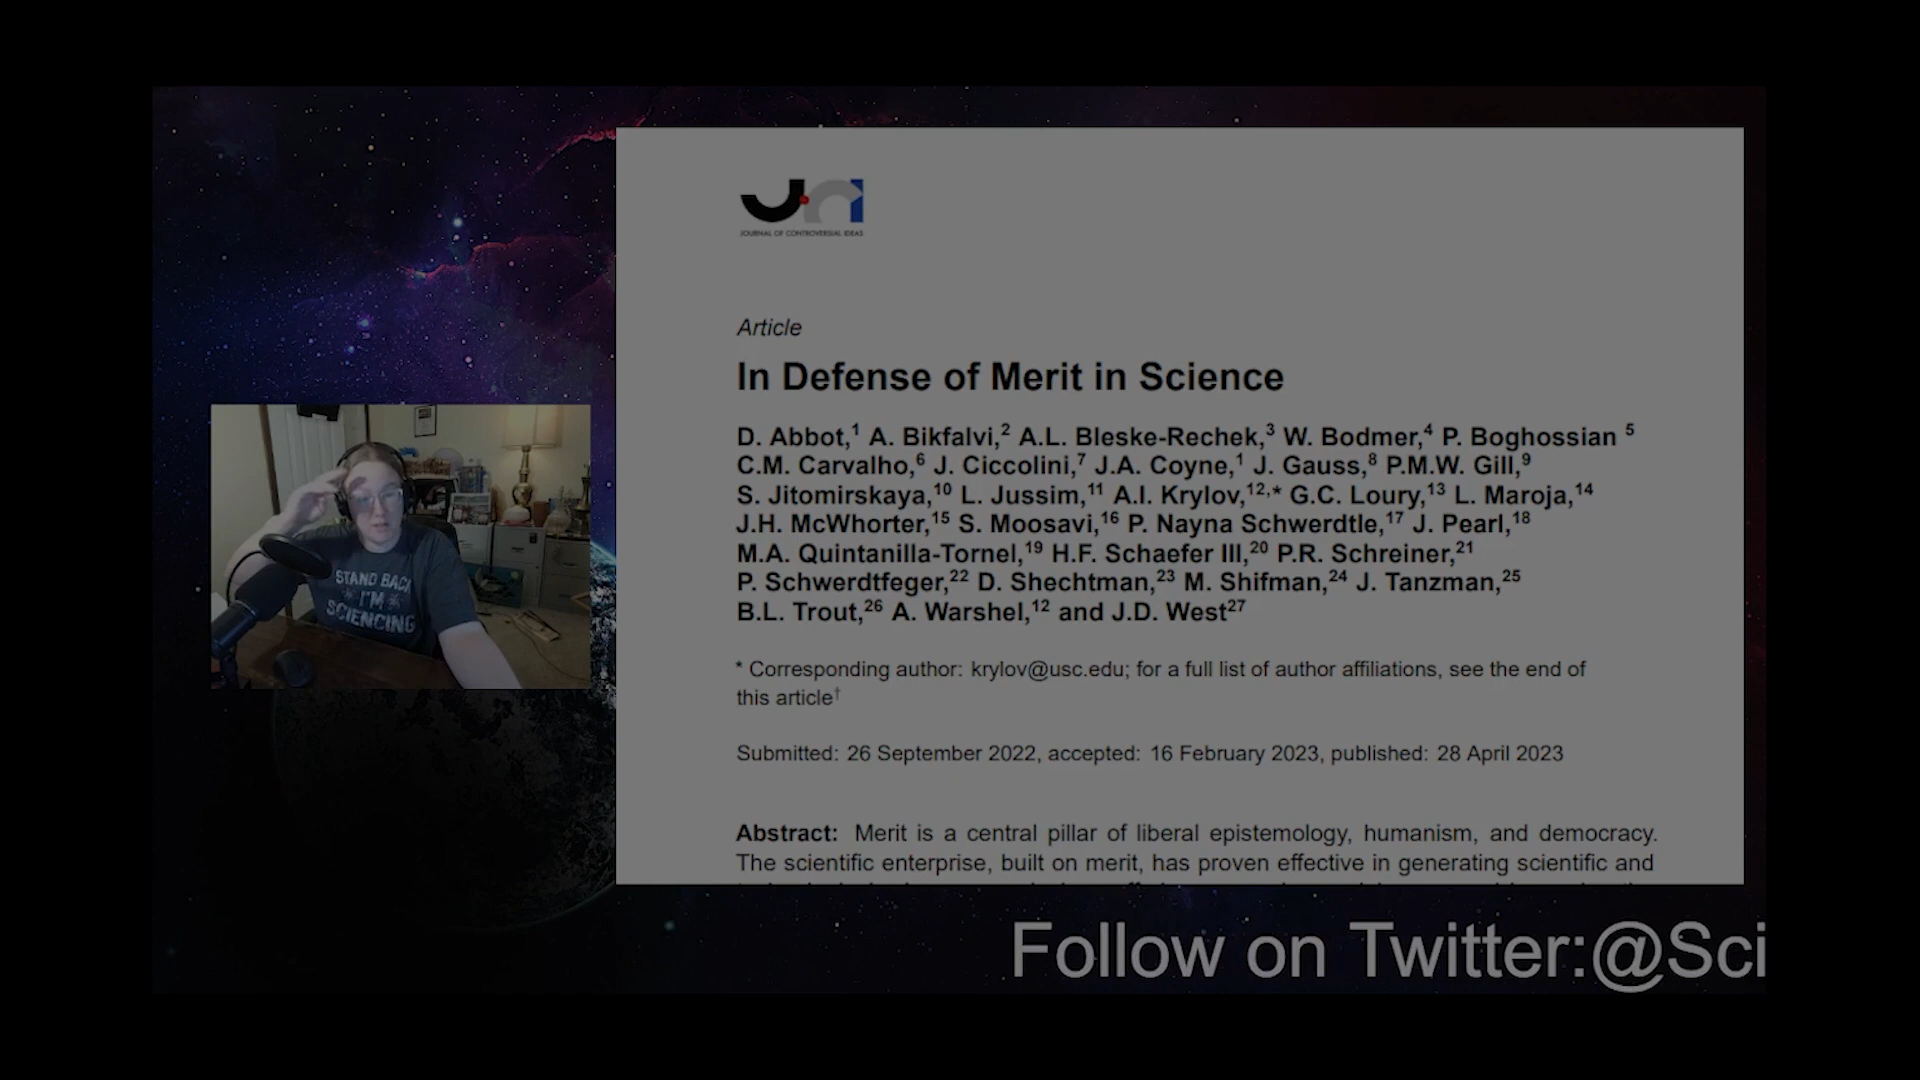 JOURNAL OF CONTROVERSIAL IDEAS
Article
In Defense of Merit in Science
D. Abbot,¹ A. Bikfalvi,² A.L. Bleske-Rechek,³ W. Bodmer,⁴ P. Boghossian ⁵
C.M. Carvalho,⁶ J. Ciccolini,⁷ J.A. Coyne,¹ J. Gauss,⁸ P.M.W. Gill,⁹
S. Jitomirskaya,¹⁰ L. Jussim,¹¹ A.I. Krylov,¹²,* G.C. Loury,¹³ L. Maroja,¹⁴
J.H. McWhorter,¹⁵ S. Moosavi,¹⁶ P. Nayna Schwerdtle,¹⁷ J. Pearl,¹⁸
M.A. Quintanilla-Tornel,¹⁹ H.F. Schaefer III,²⁰ P.R. Schreiner,²¹
P. Schwerdtfeger,²² D. Shechtman,²³ M. Shifman,²⁴ J. Tanzman,²⁵
B.L. Trout,²⁶ A. Warshel,¹² and J.D. West²⁷
* Corresponding author: krylov@usc.edu; for a full list of author affiliations, see the end of
this article†
Submitted: 26 September 2022, accepted: 16 February 2023, published: 28 April 2023
Abstract: Merit is a central pillar of liberal epistemology, humanism, and democracy.
The scientific enterprise, built on merit, has proven effective in generating scientific and
STAND BACK
I'M
SCIENCING
Follow on Twitter:@Sci